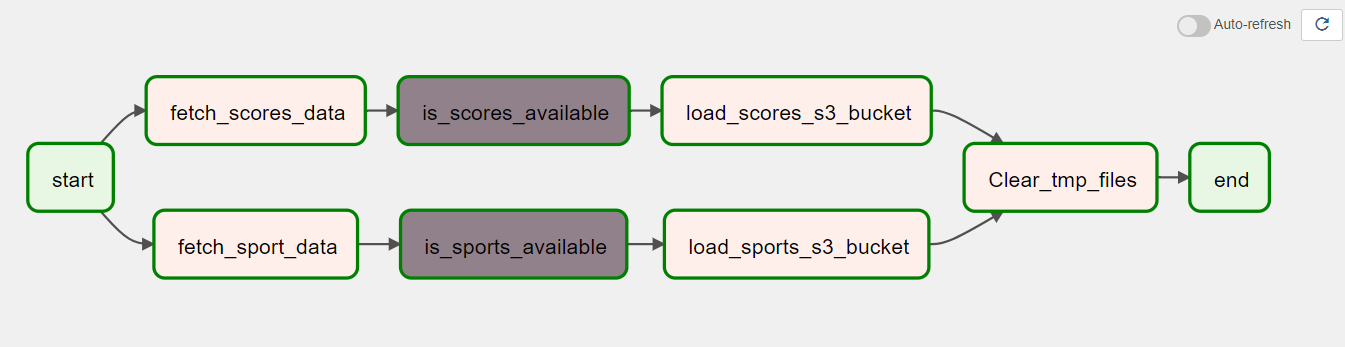 Auto-refresh
fetch_scores_data
is_scores_available
load_scores_s3_bucket
start
Clear_tmp_files
end
fetch_sport_data
is_sports_available
load_sports_s3_bucket